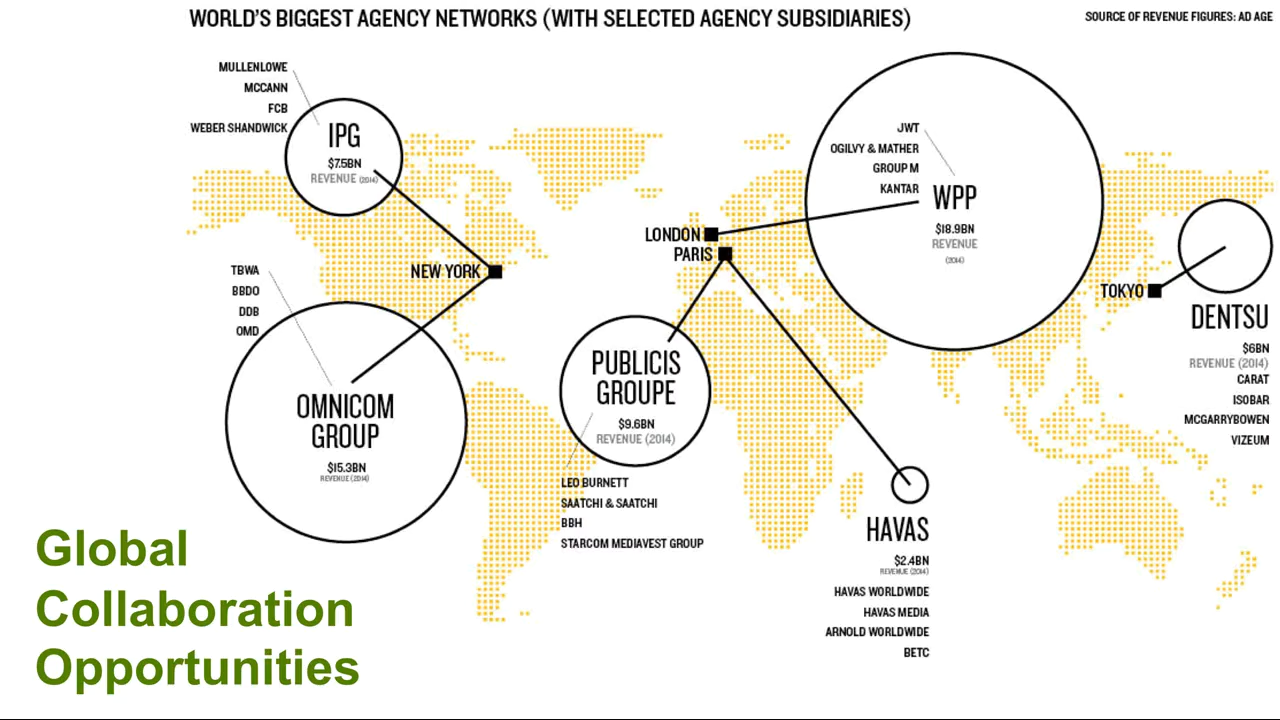 WORLD'S BIGGEST AGENCY NETWORKS (WITH SELECTED AGENCY SUBSIDIARIES)
SOURCE OF REVENUE FIGURES: AD AGE
MULLENLOWE
MCCANN
FCB
WEBER SHANDWICK
IPG
$7.5BN
REVENUE (2014)
JWT
OGILVY & MATHER
GROUP M
KANTAR
WPP
$18.9BN
REVENUE
(2014)
LONDON
PARIS
NEW YORK
TOKYO
TBWA
BBDO
DDB
OMD
OMNICOM
GROUP
$15.3BN
REVENUE (2014)
PUBLICIS
GROUPE
$9.6BN
REVENUE (2014)
LEO BURNETT
SAATCHI & SAATCHI
BBH
STARCOM MEDIAVEST GROUP
DENTSU
$6BN
REVENUE (2014)
CARAT
ISOBAR
MCGARRYBOWEN
VIZEUM
HAVAS
$2.4BN
REVENUE (2014)
HAVAS WORLDWIDE
HAVAS MEDIA
ARNOLD WORLDWIDE
BETC
Global
Collaboration
Opportunities